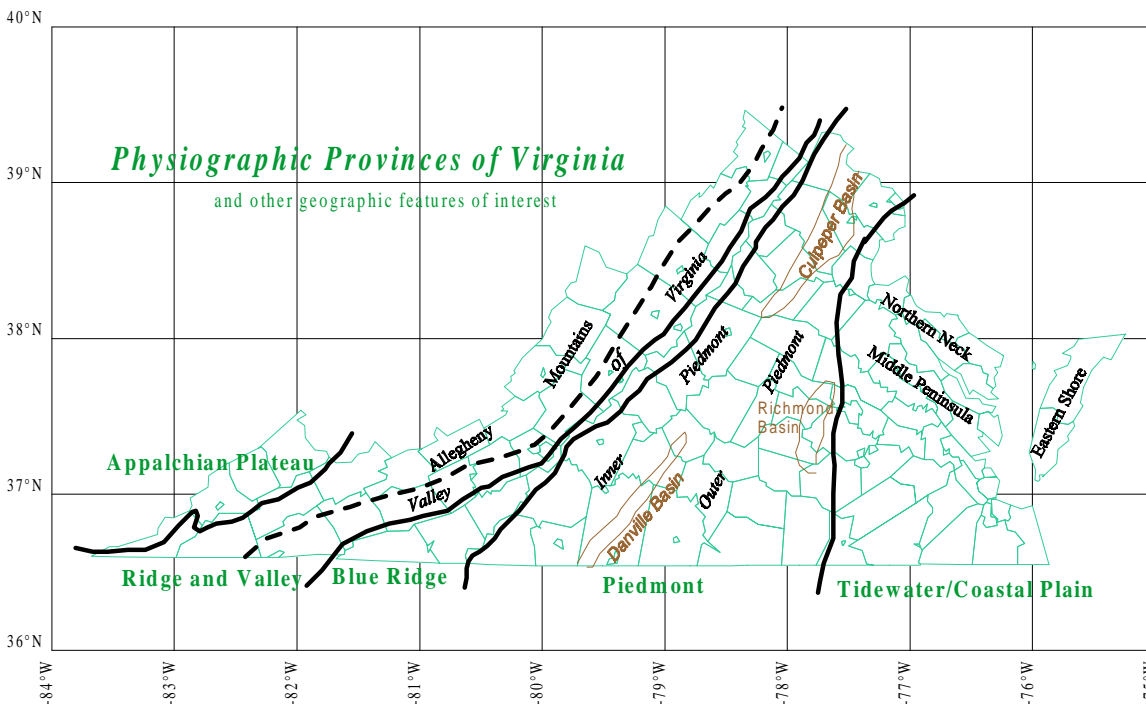 40°N
Physiographic Provinces of Virginia
39°N
and other geographic features of interest
Culpeper Basin
Virginia
Northern Neck
38°N
Mountains
of
Piedmont
Piedmont
Middle Peninsula
Eastern Shore
Richmond
Basin
Allegheny
Appalchian Plateau
Inner
37°N
Valley
Outer
Danville Basin
Ridge and Valley
Blue Ridge
Piedmont
Tidewater/Coastal Plain
36°N
-84°W
-83°W
-82°W
-81°W
-80°W
-79°W
-78°W
-77°W
-76°W
-75°W